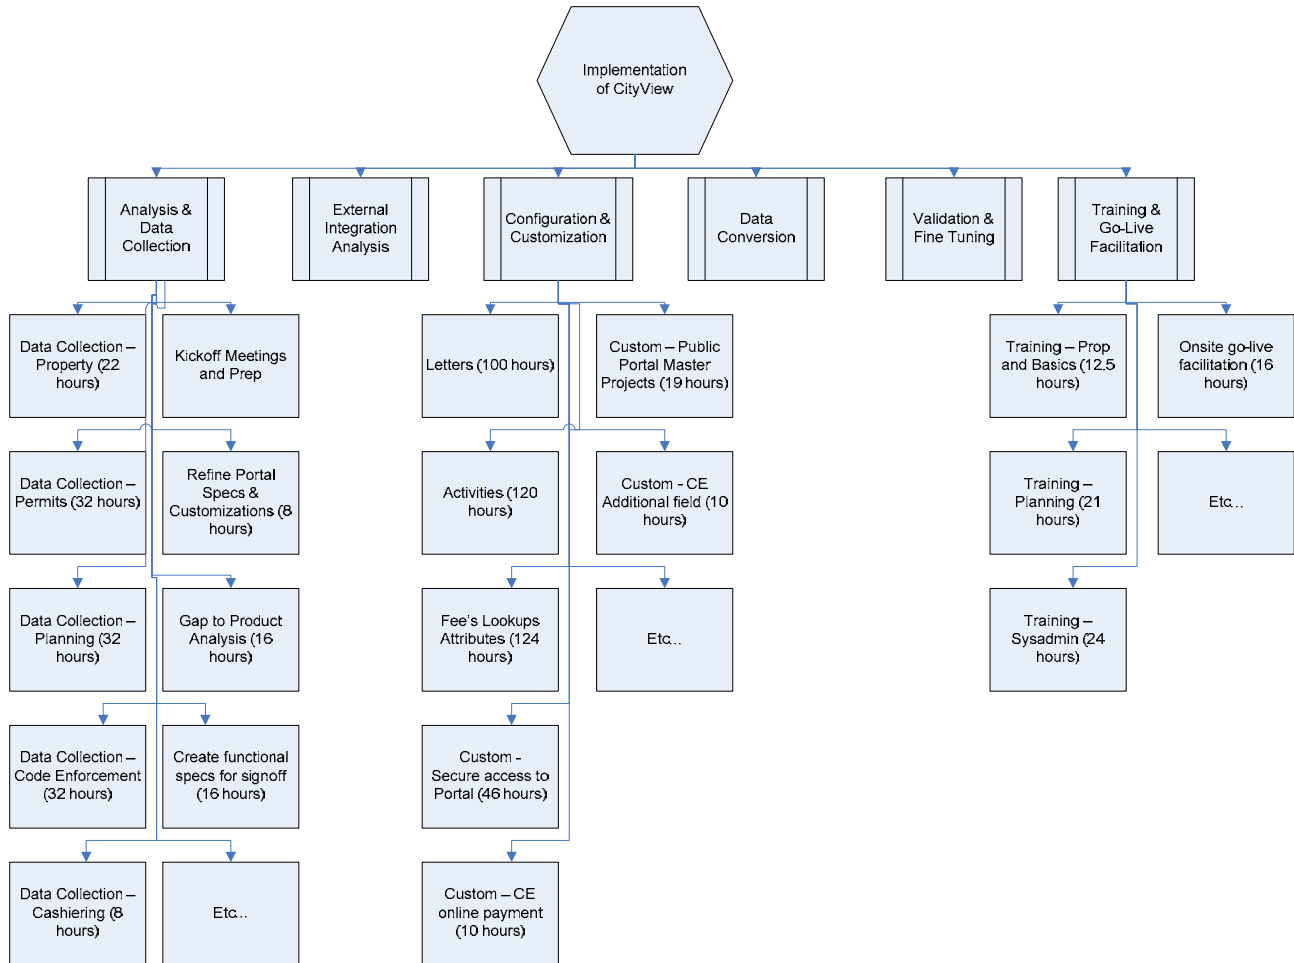 Implementation
of CityView
Analysis &
Data
Collection
External
Integration
Analysis
Configuration &
Customization
Data
Conversion
Validation &
Fine Tuning
Training &
Go-Live
Facilitation
Data Collection –
Property (22
hours)
Kickoff Meetings
and Prep
Letters (100 hours)
Custom – Public
Portal Master
Projects (19 hours)
Training – Prop
and Basics (12.5
hours)
Onsite go-live
facilitation (16
hours)
Data Collection –
Permits (32 hours)
Refine Portal
Specs &
Customizations (8
hours)
Activities (120
hours)
Custom - CE
Additional field (10
hours)
Training –
Planning (21
hours)
Etc...
Data Collection –
Planning (32
hours)
Gap to Product
Analysis (16
hours)
Fee's Lookups
Attributes (124
hours)
Etc...
Training –
Sysadmin (24
hours)
Data Collection –
Code Enforcement
(32 hours)
Create functional
specs for signoff
(16 hours)
Custom -
Secure access to
Portal (46 hours)
Data Collection –
Cashiering (8
hours)
Etc...
Custom – CE
online payment
(10 hours)